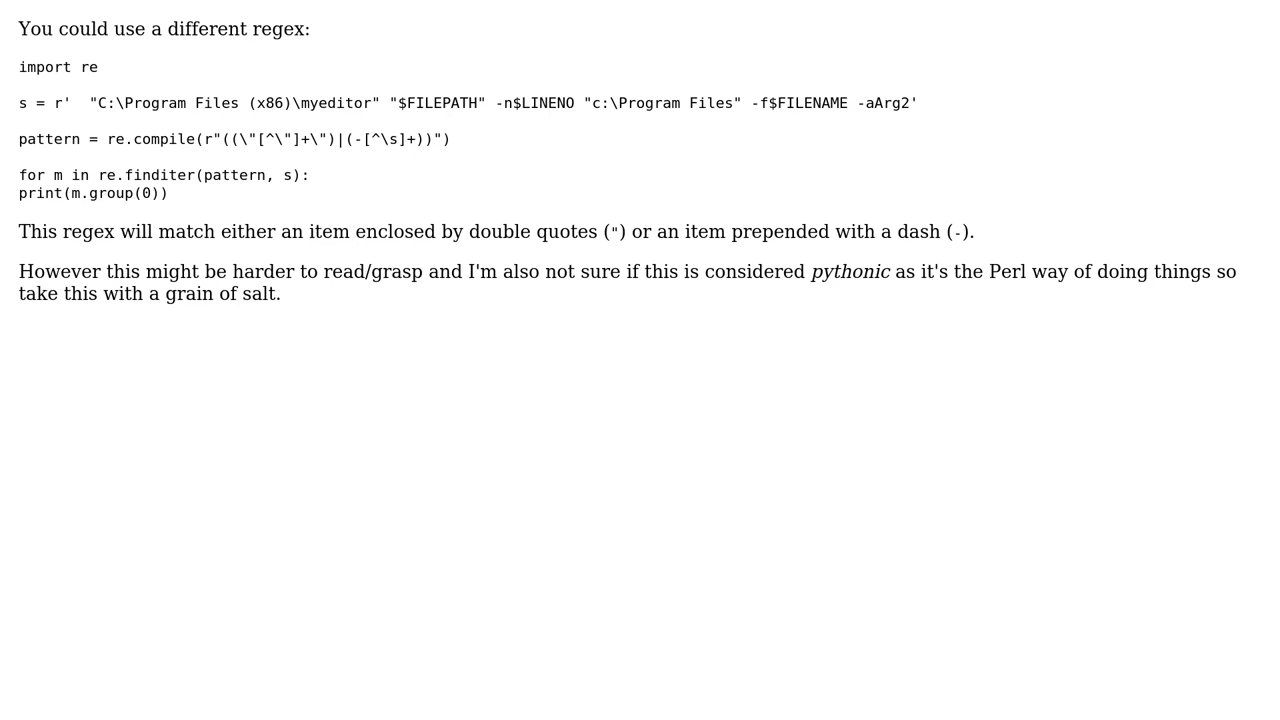 You could use a different regex:
import re
s = r'  "C:\Program Files (x86)\myeditor" "$FILEPATH" -n$LINENO "c:\Program Files" -f$FILENAME -aArg2'
pattern = re.compile(r"((\"[^\"]+\")|(-[^\s]+))")
for m in re.finditer(pattern, s):
print(m.group(0))
This regex will match either an item enclosed by double quotes (") or an item prepended with a dash (-).
However this might be harder to read/grasp and I'm also not sure if this is considered pythonic as it's the Perl way of doing things so
take this with a grain of salt.